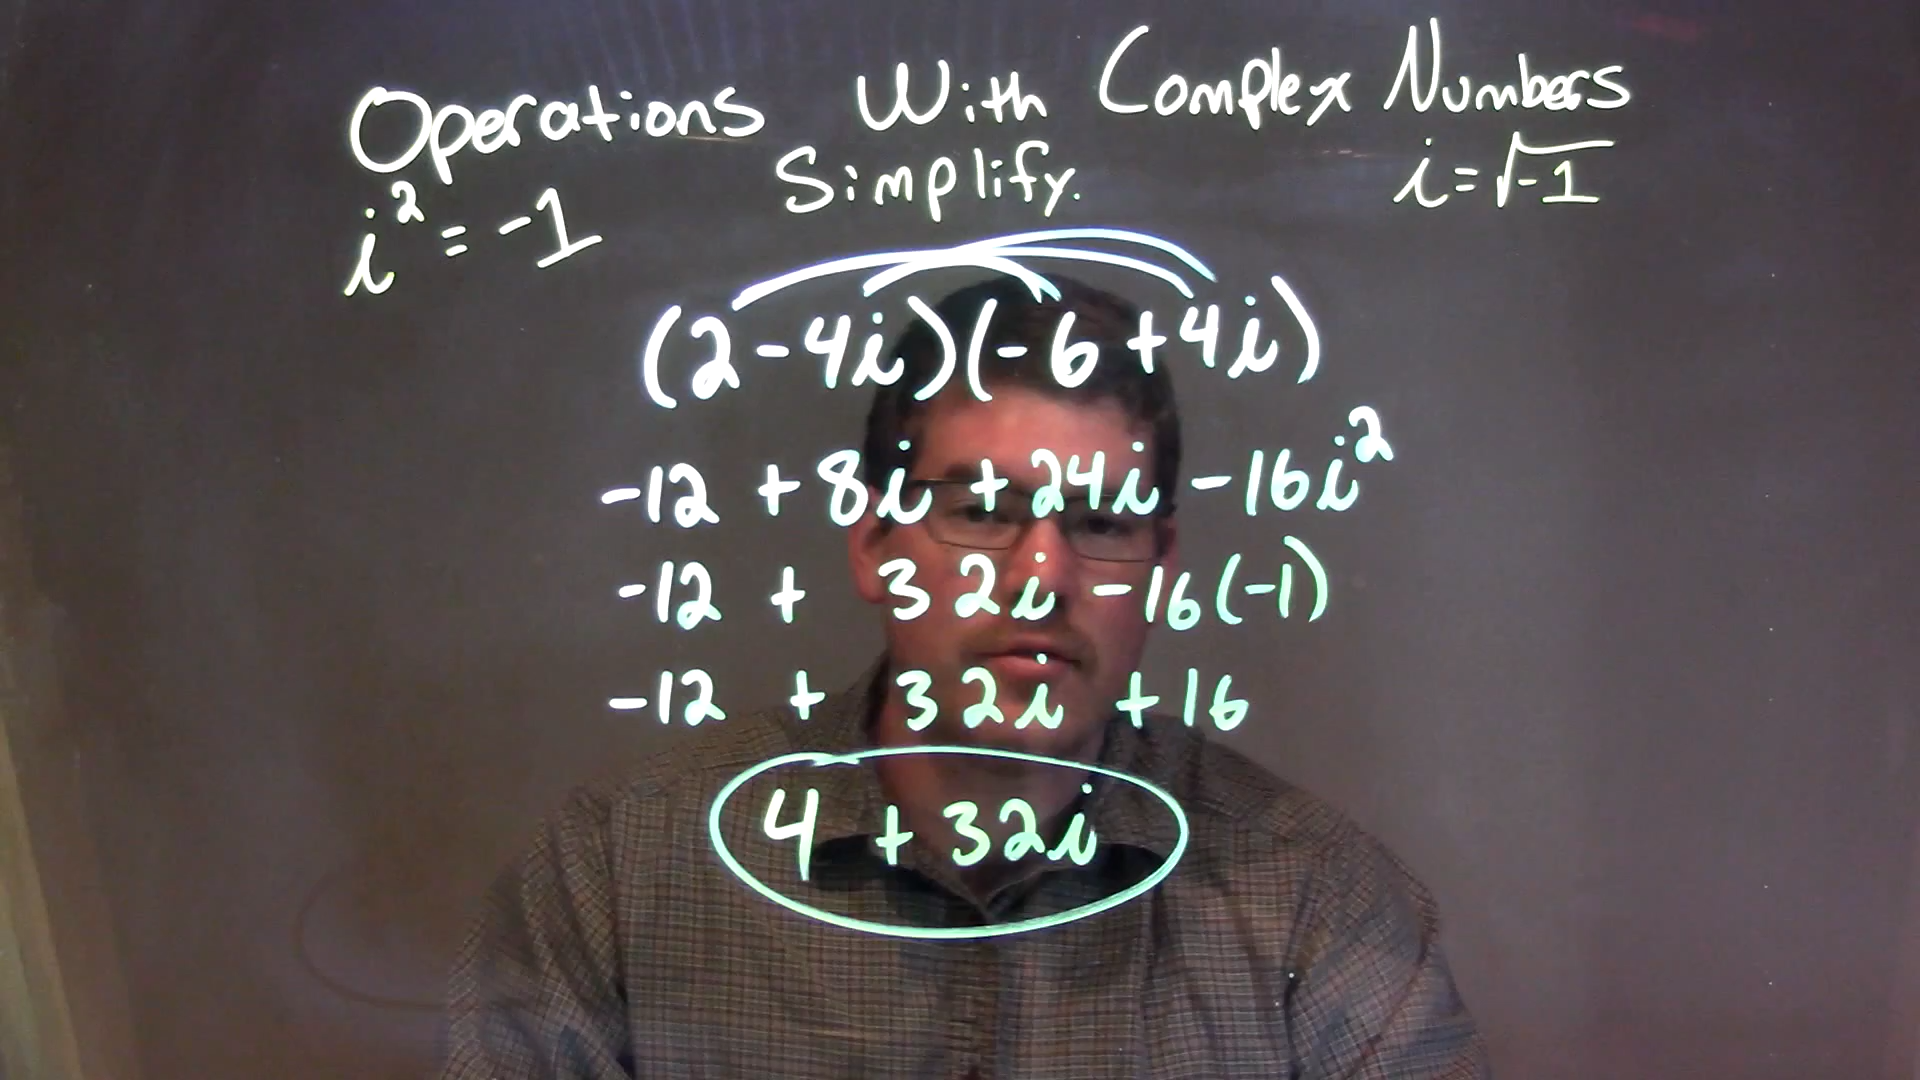 Operations With Complex Numbers
i² = -1
Simplify.
i = √-1
(2 - 4i)(-6 + 4i)
-12 + 8i + 24i - 16i²
-12 + 32i - 16(-1)
-12 + 32i + 16
4 + 32i